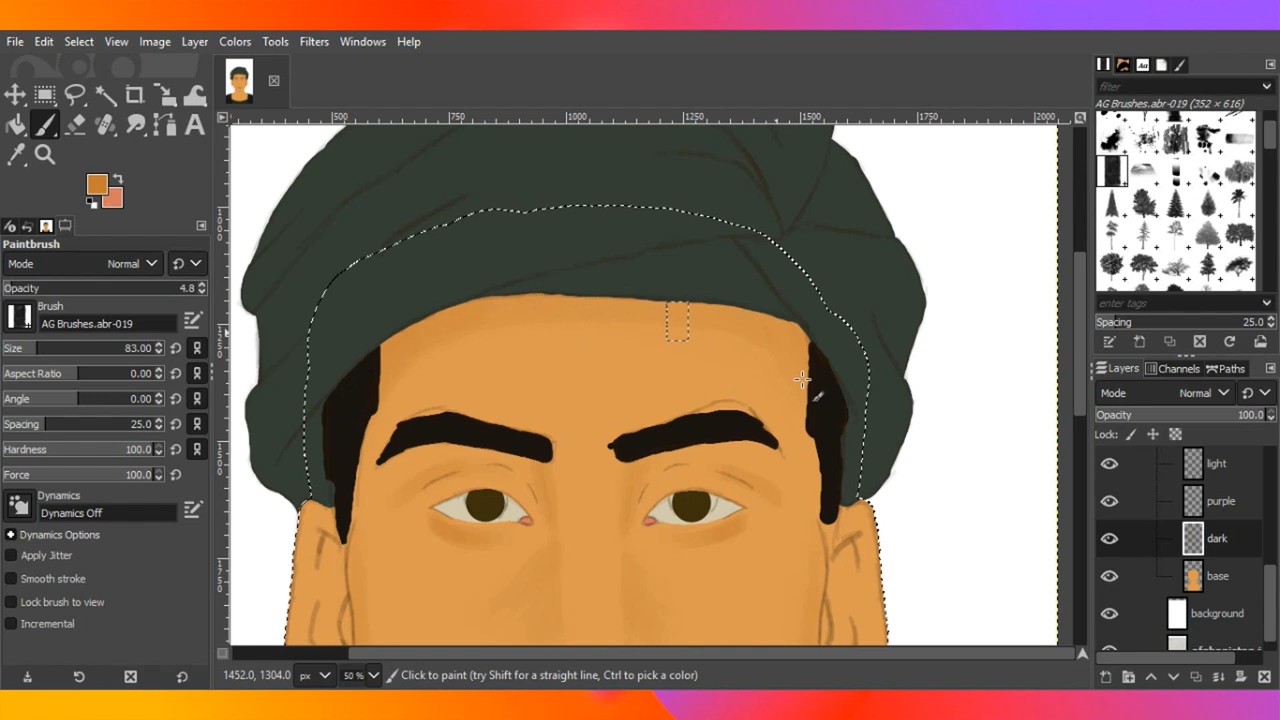 File Edit Select View Image Layer Colors Tools Filters Windows Help
filter
AG Brushes.abr-019 (352 × 616)
500 750 1000 1250 1500 1750 2000
Paintbrush
Mode Normal
Opacity 4.8
Brush
AG Brushes.abr-019
Size 83.00
Aspect Ratio 0.00
Angle 0.00
Spacing 25.0
Hardness 100.0
Force 100.0
Dynamics
Dynamics Off
Dynamics Options
Apply Jitter
Smooth stroke
Lock brush to view
Incremental
enter tags
Spacing 25.0
Layers Channels Paths
Mode Normal
Opacity 100.0
Lock:
light
purple
dark
base
background
1452.0, 1304.0 px 50 % Click to paint (try Shift for a straight line, Ctrl to pick a color)